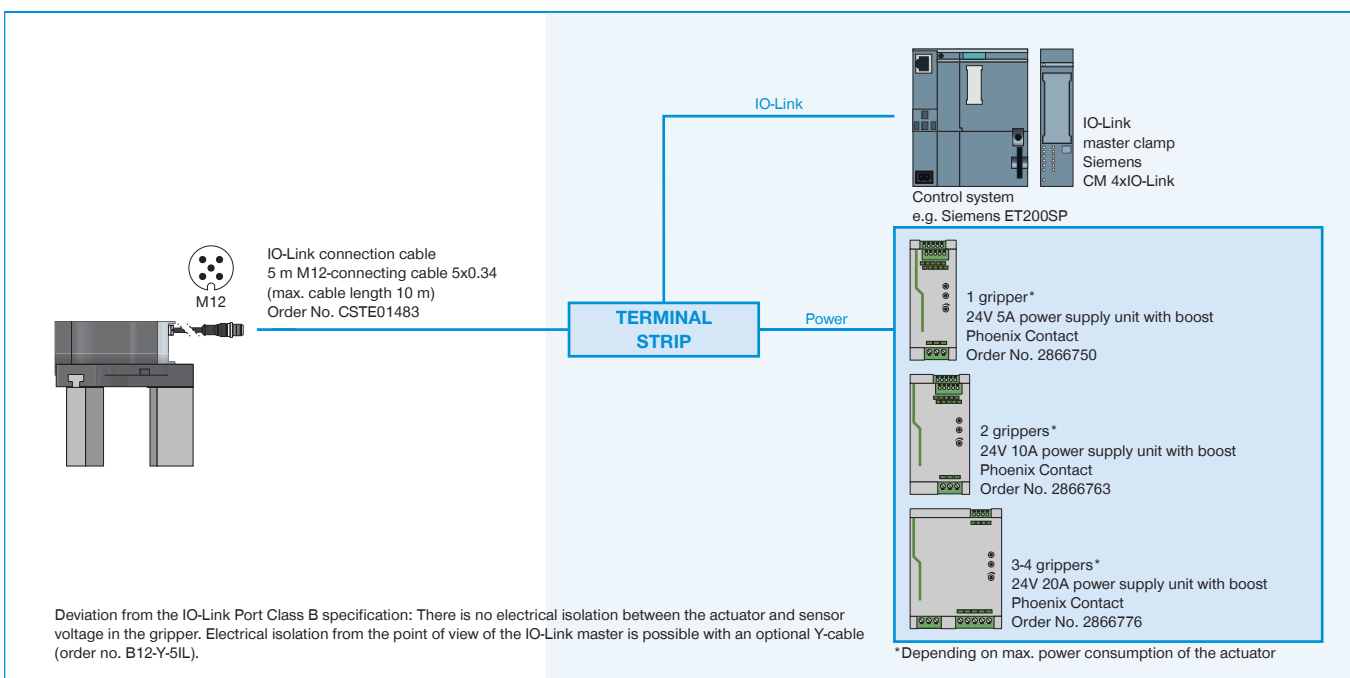 IO-Link
IO-Link
master clamp
Siemens
CM 4xIO-Link
Control system
e.g. Siemens ET200SP
M12
IO-Link connection cable
5 m M12-connecting cable 5x0.34
(max. cable length 10 m)
Order No. CSTE01483
TERMINAL
STRIP
Power
1 gripper*
24V 5A power supply unit with boost
Phoenix Contact
Order No. 2866750
2 grippers*
24V 10A power supply unit with boost
Phoenix Contact
Order No. 2866763
3-4 grippers*
24V 20A power supply unit with boost
Phoenix Contact
Order No. 2866776
*Depending on max. power consumption of the actuator
Deviation from the IO-Link Port Class B specification: There is no electrical isolation between the actuator and sensor
voltage in the gripper. Electrical isolation from the point of view of the IO-Link master is possible with an optional Y-cable
(order no. B12-Y-5IL).